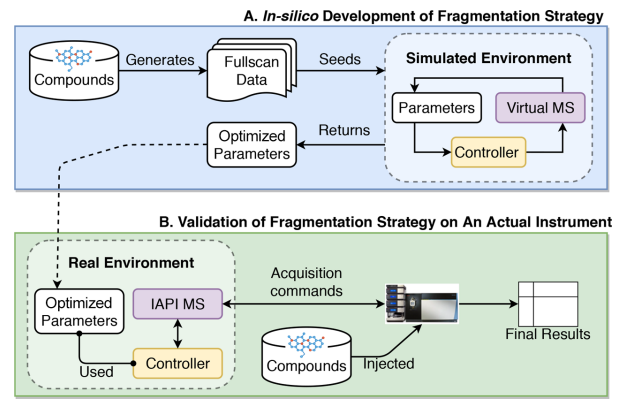 A. In-silico Development of Fragmentation Strategy
Compounds
Generates
Fullscan
Data
Seeds
Simulated Environment
Parameters
Virtual MS
Controller
Returns
Optimized
Parameters
B. Validation of Fragmentation Strategy on An Actual Instrument
Real Environment
Optimized
Parameters
IAPI MS
Used
Controller
Acquisition
commands
Compounds
Injected
Final Results